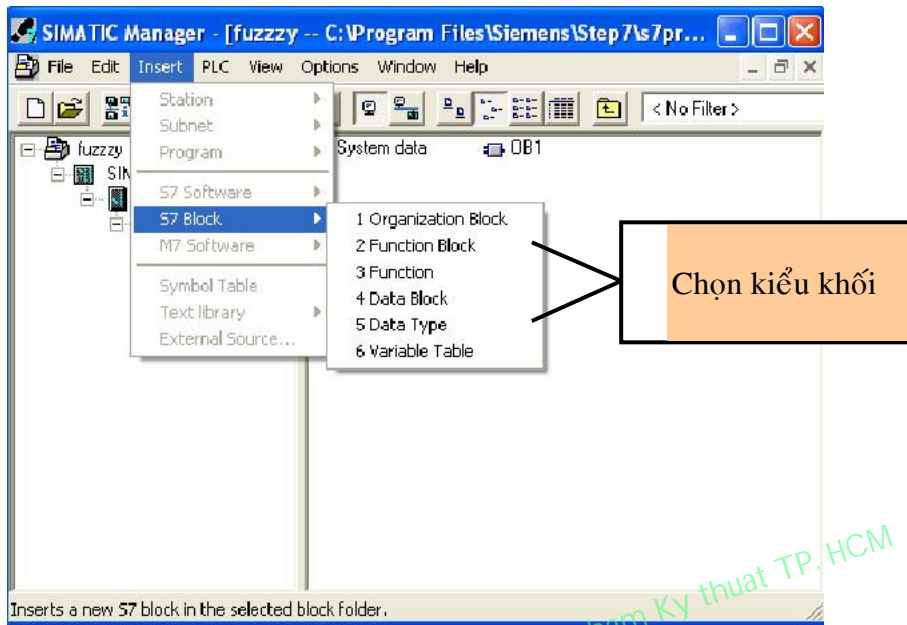 SIMATIC Manager - [fuzzzy -- C:\Program Files\Siemens\Step7\s7pr...
File Edit Insert PLC View Options Window Help
< No Filter >
Station
Subnet
Program
S7 Software
S7 Block
M7 Software
Symbol Table
Text library
External Source...
fuzzzy
SIM
System data
OB1
1 Organization Block
2 Function Block
3 Function
4 Data Block
5 Data Type
6 Variable Table
Chọn kiểu khối
Ky thuat TP. HCM
Inserts a new S7 block in the selected block folder.